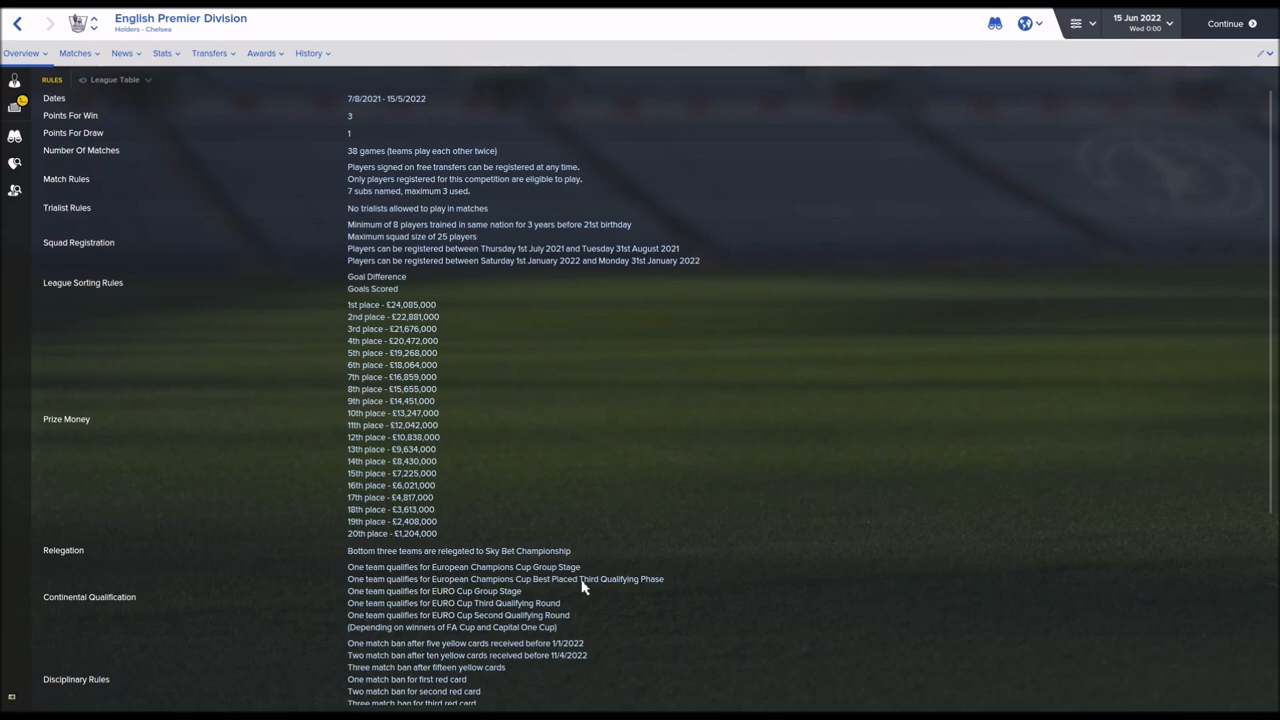 English Premier Division
Holders - Chelsea
15 Jun 2022
Wed 0:00
Continue
Overview
Matches
News
Stats
Transfers
Awards
History
RULES
League Table
Dates
7/8/2021 - 15/5/2022
Points For Win
3
Points For Draw
1
Number Of Matches
38 games (teams play each other twice)
Match Rules
Players signed on free transfers can be registered at any time.
Only players registered for this competition are eligible to play.
7 subs named, maximum 3 used.
Trialist Rules
No trialists allowed to play in matches
Squad Registration
Minimum of 8 players trained in same nation for 3 years before 21st birthday
Maximum squad size of 25 players
Players can be registered between Thursday 1st July 2021 and Tuesday 31st August 2021
Players can be registered between Saturday 1st January 2022 and Monday 31st January 2022
League Sorting Rules
Goal Difference
Goals Scored
Prize Money
1st place - £24,085,000
2nd place - £22,881,000
3rd place - £21,676,000
4th place - £20,472,000
5th place - £19,268,000
6th place - £18,064,000
7th place - £16,859,000
8th place - £15,655,000
9th place - £14,451,000
10th place - £13,247,000
11th place - £12,042,000
12th place - £10,838,000
13th place - £9,634,000
14th place - £8,430,000
15th place - £7,225,000
16th place - £6,021,000
17th place - £4,817,000
18th place - £3,613,000
19th place - £2,408,000
20th place - £1,204,000
Relegation
Bottom three teams are relegated to Sky Bet Championship
Continental Qualification
One team qualifies for European Champions Cup Group Stage
One team qualifies for European Champions Cup Best Placed Third Qualifying Phase
One team qualifies for EURO Cup Group Stage
One team qualifies for EURO Cup Third Qualifying Round
One team qualifies for EURO Cup Second Qualifying Round
(Depending on winners of FA Cup and Capital One Cup)
Disciplinary Rules
One match ban after five yellow cards received before 1/1/2022
Two match ban after ten yellow cards received before 11/4/2022
Three match ban after fifteen yellow cards
One match ban for first red card
Two match ban for second red card
Three match ban for third red card